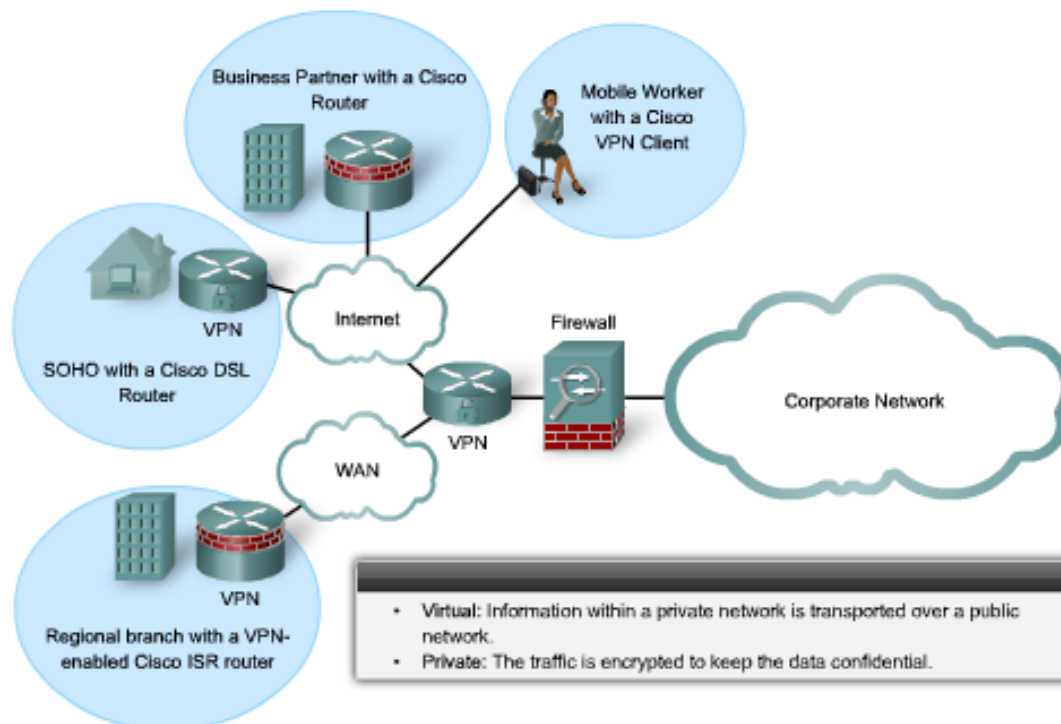 Business Partner with a Cisco
Router
Mobile Worker
with a Cisco
VPN Client
VPN
SOHO with a Cisco DSL
Router
Internet
Firewall
VPN
Corporate Network
WAN
VPN
Regional branch with a VPN-
enabled Cisco ISR router
• Virtual: Information within a private network is transported over a public
network.
• Private: The traffic is encrypted to keep the data confidential.